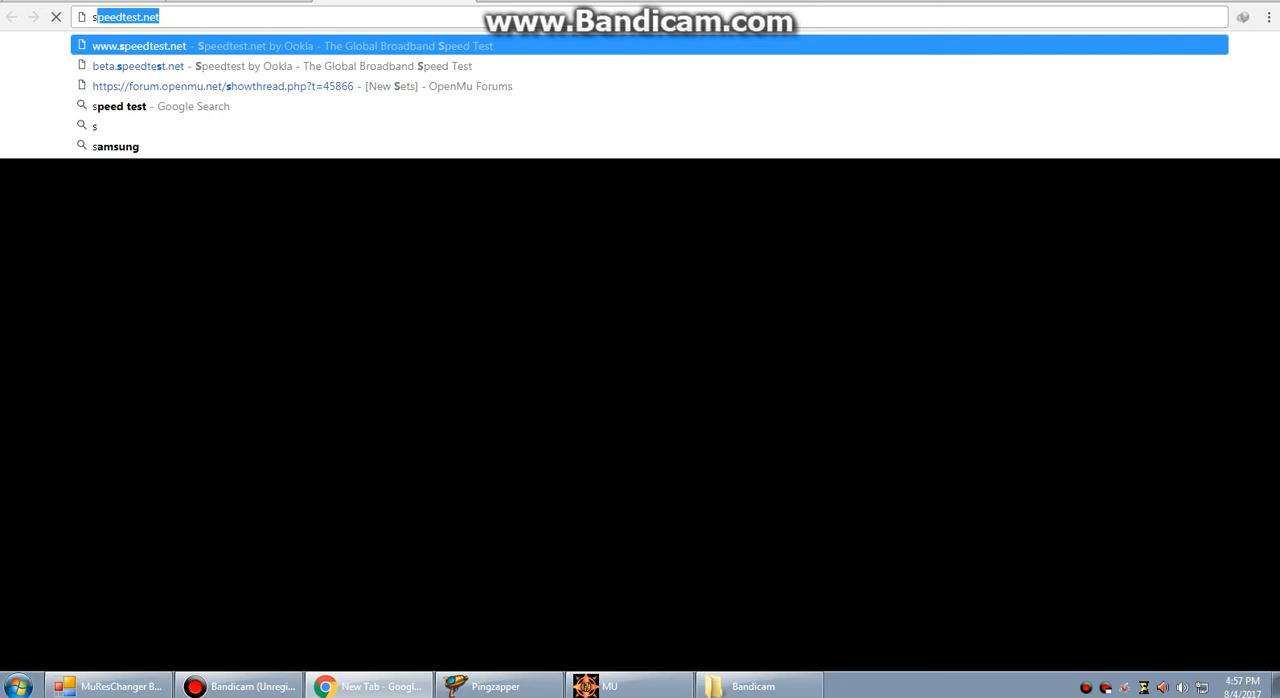 speedtest.net
www.Bandicam.com
www.speedtest.net - Speedtest.net by Ookla - The Global Broadband Speed Test
beta.speedtest.net - Speedtest by Ookla - The Global Broadband Speed Test
https://forum.openmu.net/showthread.php?t=45866 - [New Sets] - OpenMu Forums
speed test - Google Search
s
samsung
MuResChanger B...
Bandicam (Unregi...
New Tab - Googl...
Pingzapper
MU
Bandicam
4:57 PM
8/4/2017